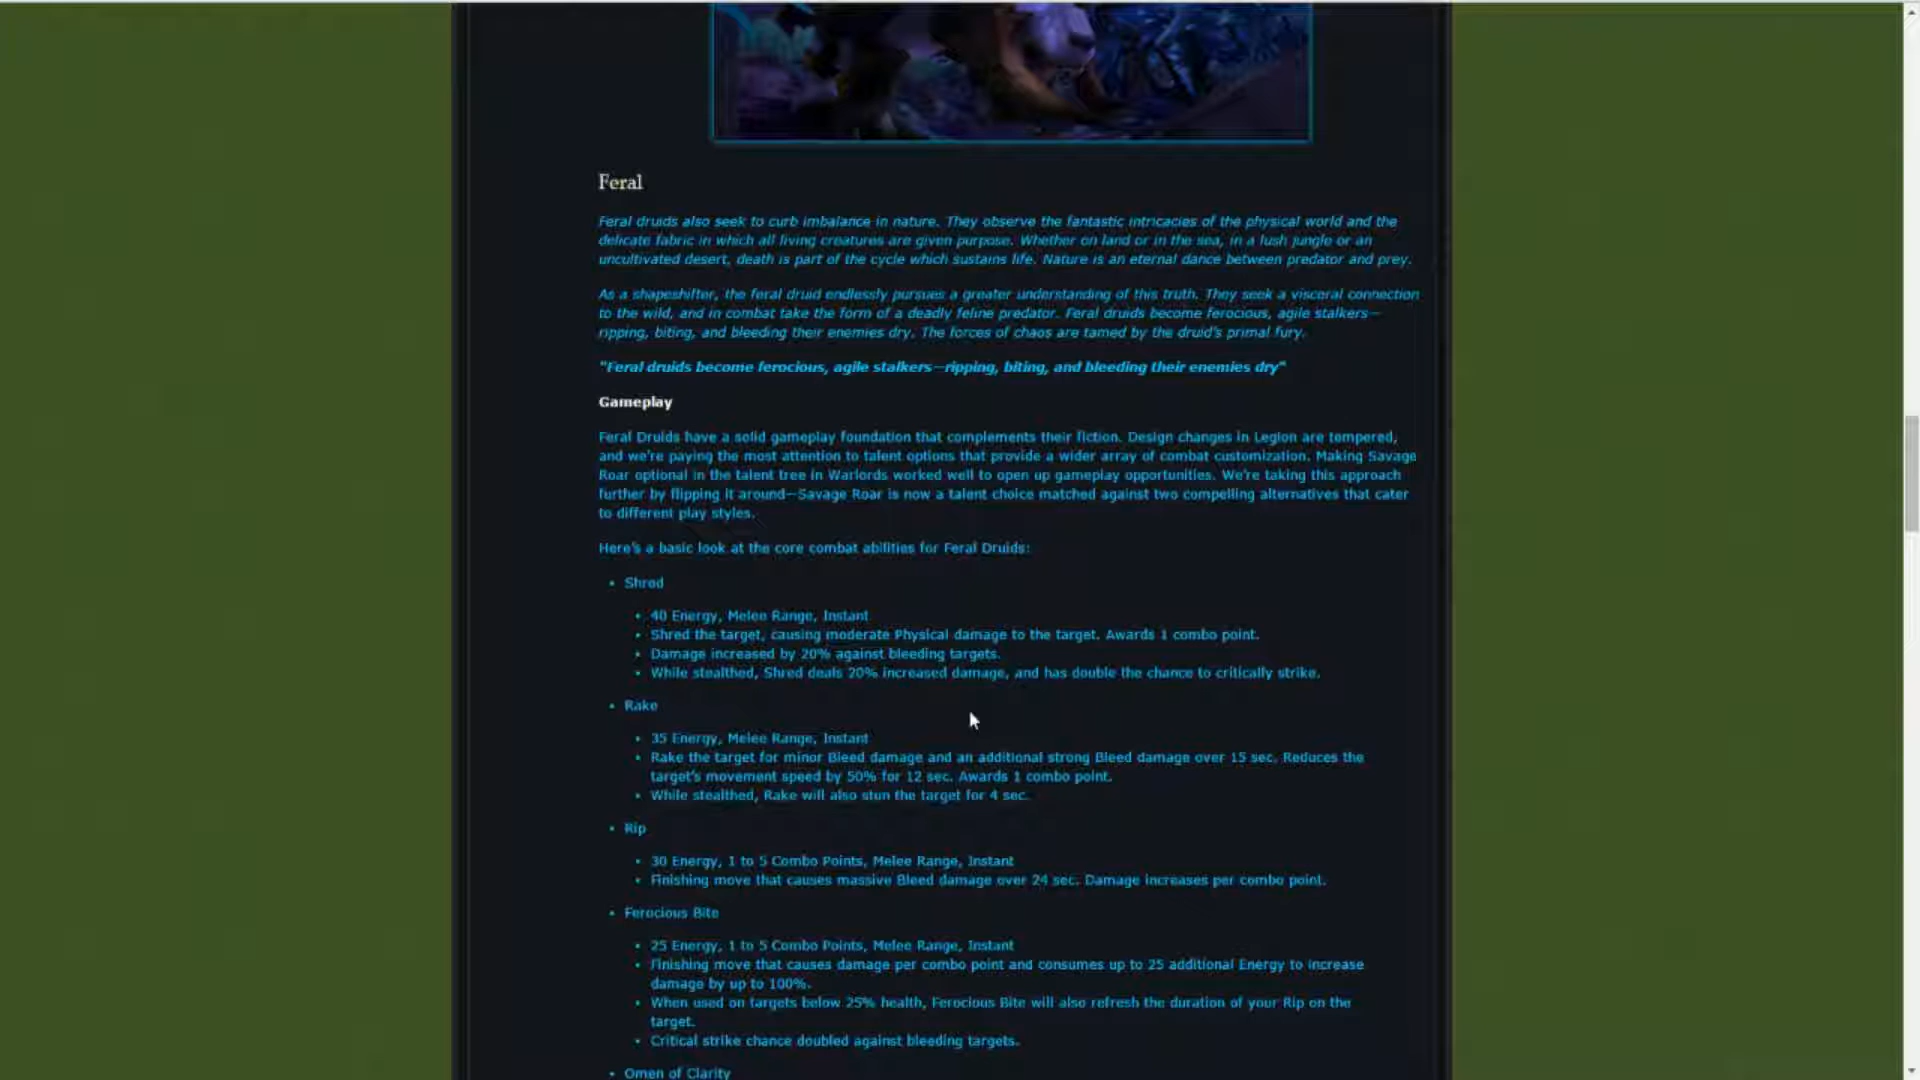 Feral
Feral druids also seek to curb imbalance in nature. They observe the fantastic intricacies of the physical world and the
delicate fabric in which all living creatures are given purpose. Whether on land or in the sea, in a lush jungle or an
uncultivated desert, death is part of the cycle which sustains life. Nature is an eternal dance between predator and prey.
As a shapeshifter, the feral druid endlessly pursues a greater understanding of this truth. They seek a visceral connection
to the wild, and in combat take the form of a deadly feline predator. Feral druids become ferocious, agile stalkers—
ripping, biting, and bleeding their enemies dry. The forces of chaos are tamed by the druid's primal fury.
"Feral druids become ferocious, agile stalkers—ripping, biting, and bleeding their enemies dry"
Gameplay
Feral Druids have a solid gameplay foundation that complements their fiction. Design changes in Legion are tempered,
and we're paying the most attention to talent options that provide a wider array of combat customization. Making Savage
Roar optional in the talent tree in Warlords worked well to open up gameplay opportunities. We're taking this approach
further by flipping it around—Savage Roar is now a talent choice matched against two compelling alternatives that cater
to different play styles.
Here's a basic look at the core combat abilities for Feral Druids:
• Shred
• 40 Energy, Melee Range, Instant
• Shred the target, causing moderate Physical damage to the target. Awards 1 combo point.
• Damage increased by 20% against bleeding targets.
• While stealthed, Shred deals 20% increased damage, and has double the chance to critically strike.
• Rake
• 35 Energy, Melee Range, Instant
• Rake the target for minor Bleed damage and an additional strong Bleed damage over 15 sec. Reduces the
target's movement speed by 50% for 12 sec. Awards 1 combo point.
• While stealthed, Rake will also stun the target for 4 sec.
• Rip
• 30 Energy, 1 to 5 Combo Points, Melee Range, Instant
• Finishing move that causes massive Bleed damage over 24 sec. Damage increases per combo point.
• Ferocious Bite
• 25 Energy, 1 to 5 Combo Points, Melee Range, Instant
• Finishing move that causes damage per combo point and consumes up to 25 additional Energy to increase
damage by up to 100%.
• When used on targets below 25% health, Ferocious Bite will also refresh the duration of your Rip on the
target.
• Critical strike chance doubled against bleeding targets.
• Omen of Clarity